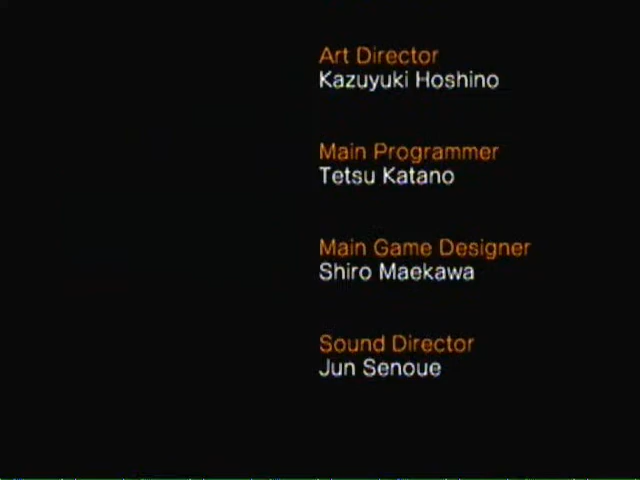 Art Director
Kazuyuki Hoshino
Main Programmer
Tetsu Katano
Main Game Designer
Shiro Maekawa
Sound Director
Jun Senoue